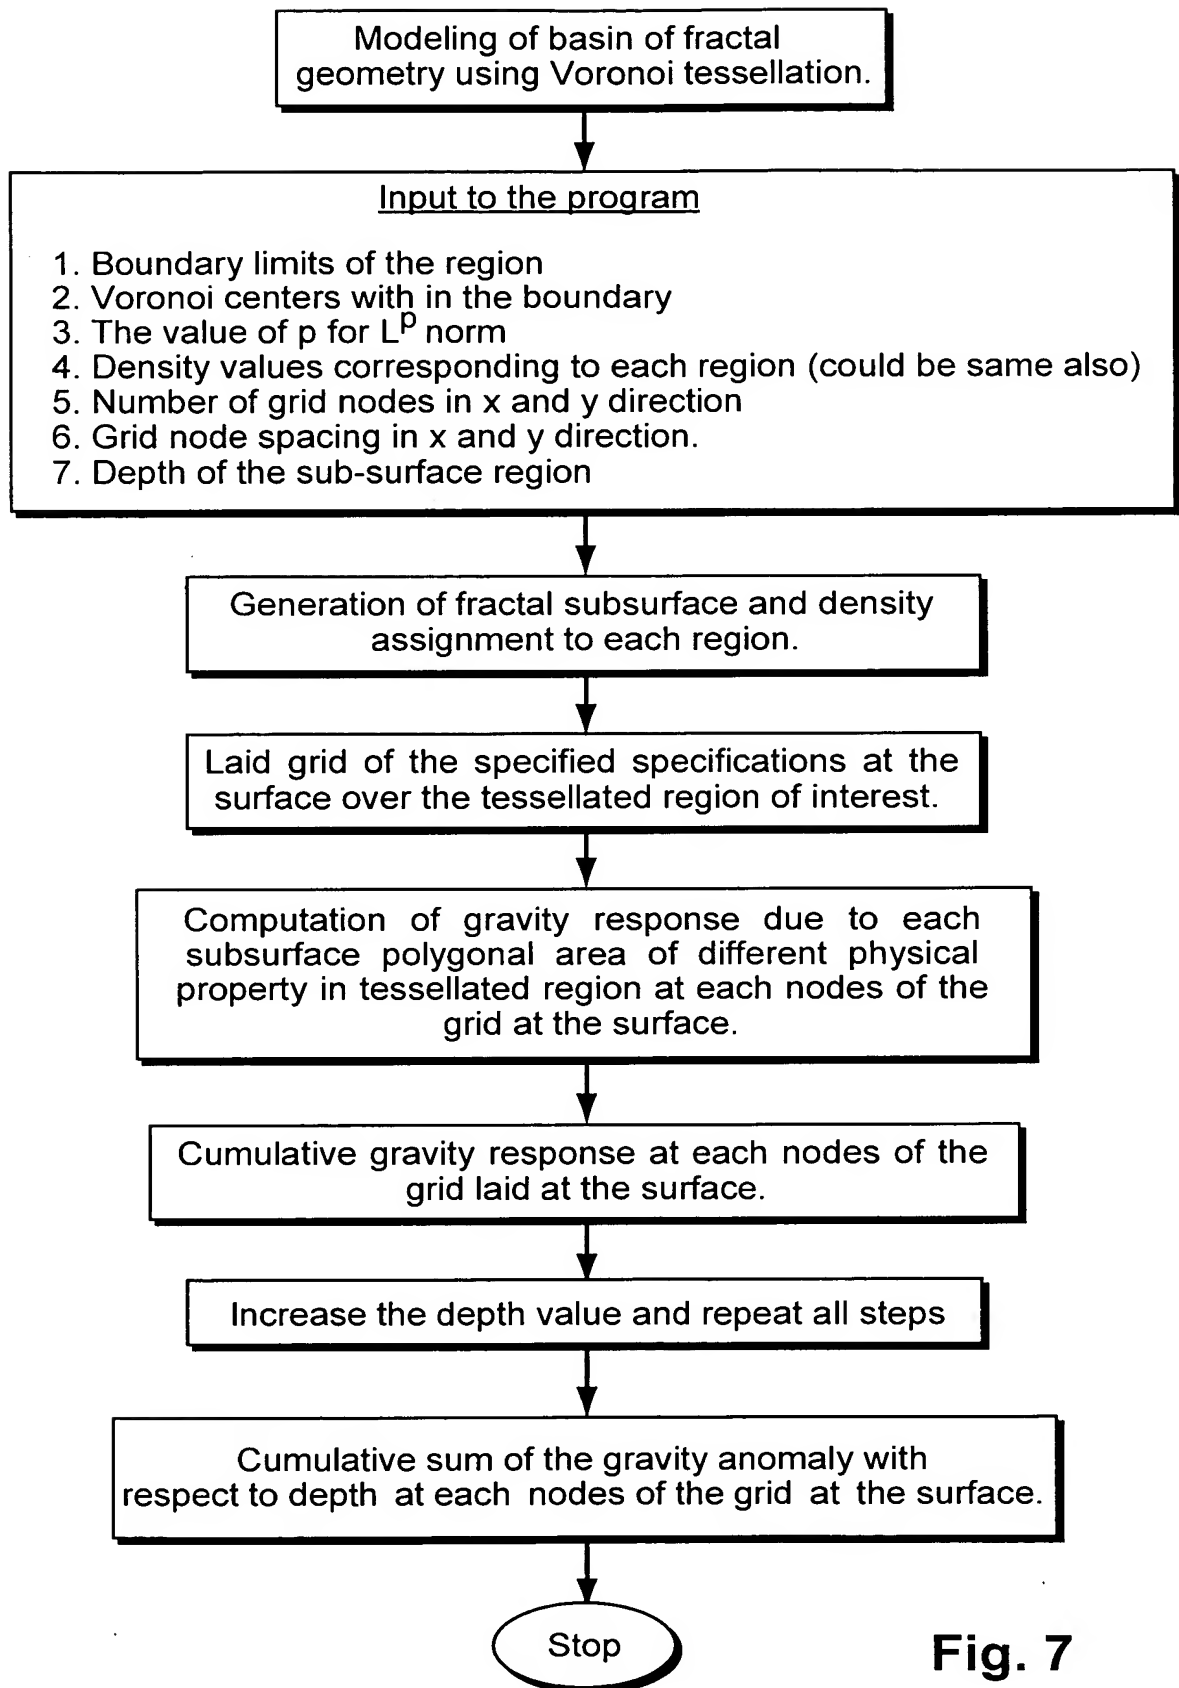 Modeling of basin of fractal
geometry using Voronoi tessellation.
Input to the program
1. Boundary limits of the region
2. Voronoi centers with in the boundary
3. The value of p for L^p norm
4. Density values corresponding to each region (could be same also)
5. Number of grid nodes in x and y direction
6. Grid node spacing in x and y direction.
7. Depth of the sub-surface region
Generation of fractal subsurface and density
assignment to each region.
Laid grid of the specified specifications at the
surface over the tessellated region of interest.
Computation of gravity response due to each
subsurface polygonal area of different physical
property in tessellated region at each nodes of the
grid at the surface.
Cumulative gravity response at each nodes of the
grid laid at the surface.
Increase the depth value and repeat all steps
Cumulative sum of the gravity anomaly with
respect to depth at each nodes of the grid at the surface.
Stop
Fig. 7